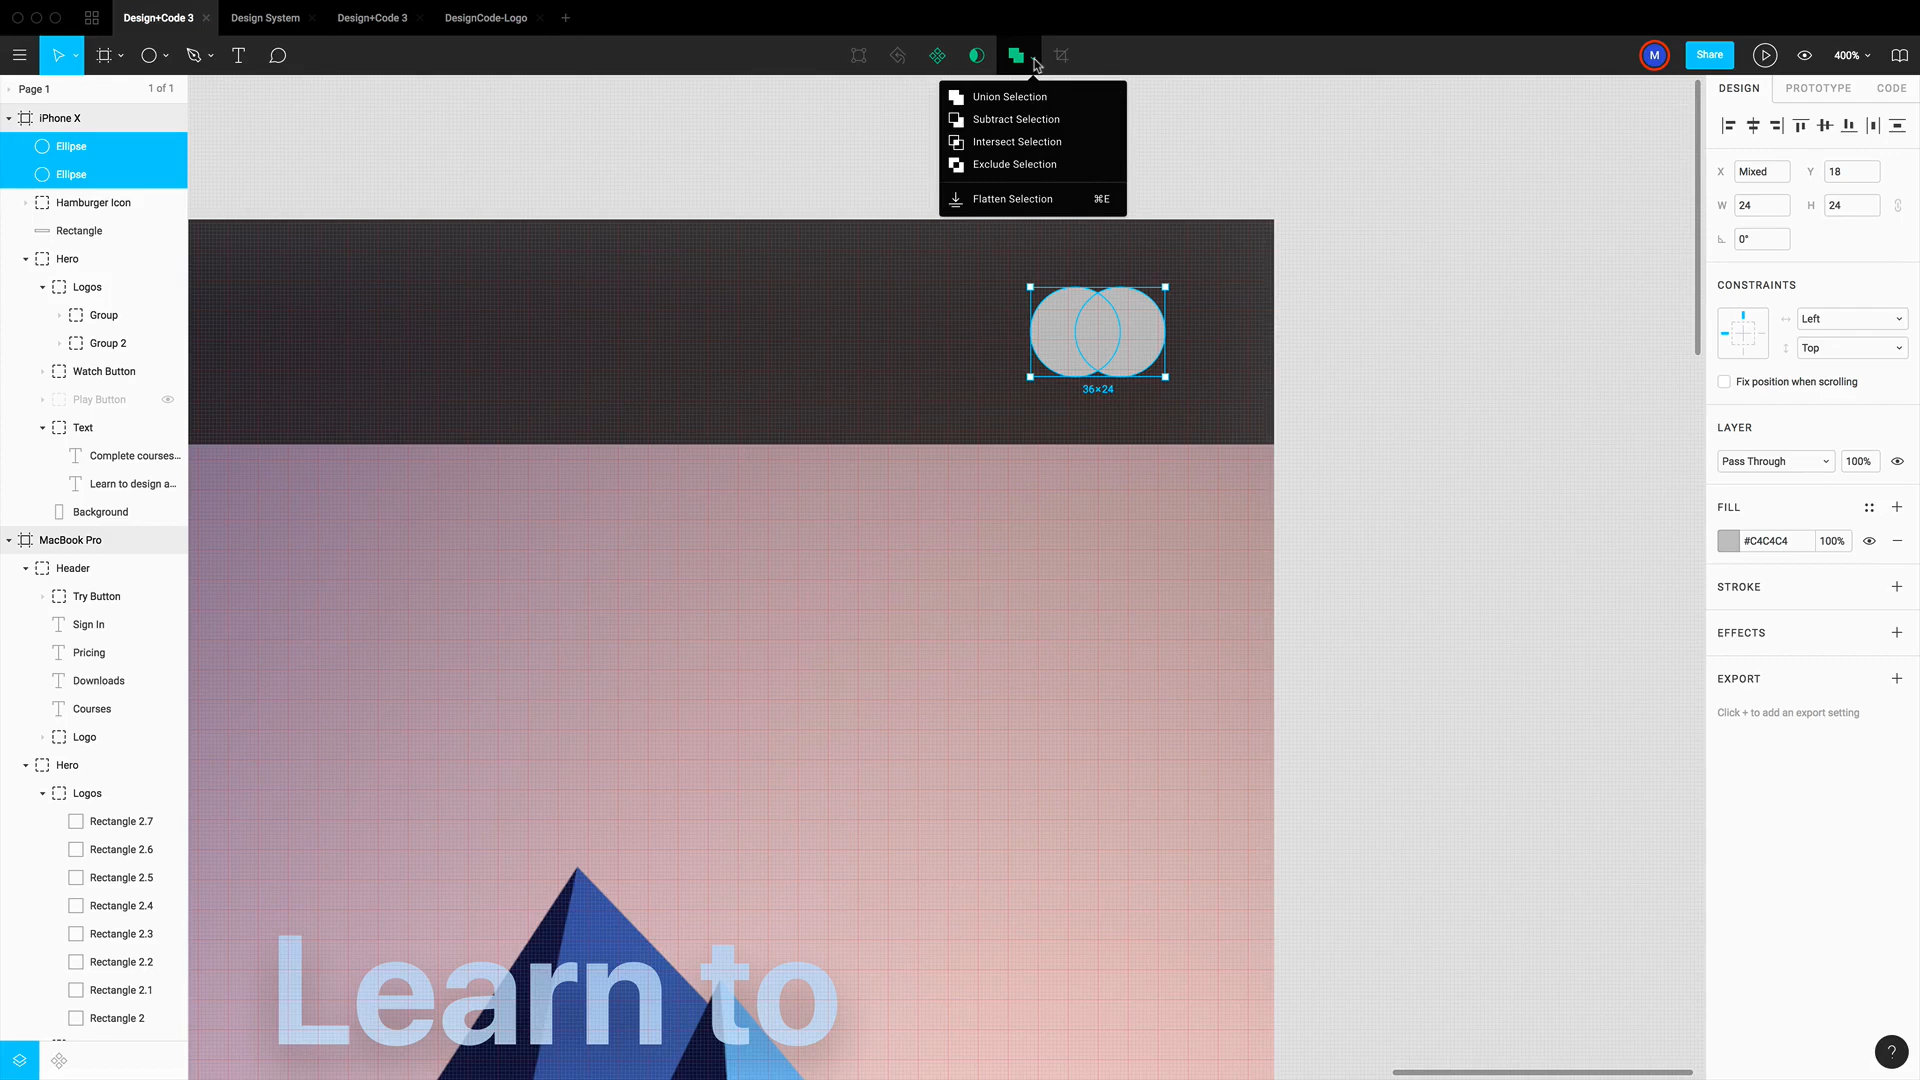 Design+Code 3
Design System
Design+Code 3
DesignCode-Logo
M
Share
400%
Page 1
1 of 1
iPhone X
Ellipse
Ellipse
Hamburger Icon
Rectangle
Hero
Logos
Group
Group 2
Watch Button
Play Button
Text
Complete courses...
Learn to design a...
Background
MacBook Pro
Header
Try Button
Sign In
Pricing
Downloads
Courses
Logo
Hero
Logos
Rectangle 2.7
Rectangle 2.6
Rectangle 2.5
Rectangle 2.4
Rectangle 2.3
Rectangle 2.2
Rectangle 2.1
Rectangle 2
Union Selection
Subtract Selection
Intersect Selection
Exclude Selection
Flatten Selection ⌘E
36×24
Learn to
DESIGN
PROTOTYPE
CODE
X Mixed Y 18
W 24 H 24
0°
CONSTRAINTS
Left
Top
Fix position when scrolling
LAYER
Pass Through 100%
FILL
#C4C4C4 100%
STROKE
EFFECTS
EXPORT
Click + to add an export setting
?